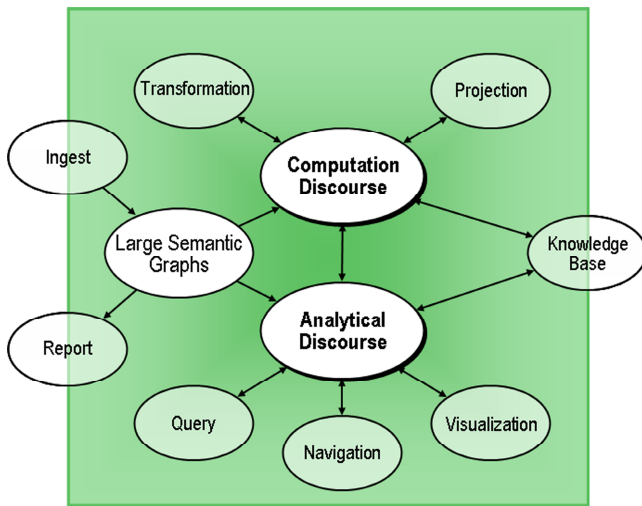 Transformation
Projection
Ingest
Computation
Discourse
Large Semantic
Graphs
Knowledge
Base
Analytical
Discourse
Report
Query
Navigation
Visualization